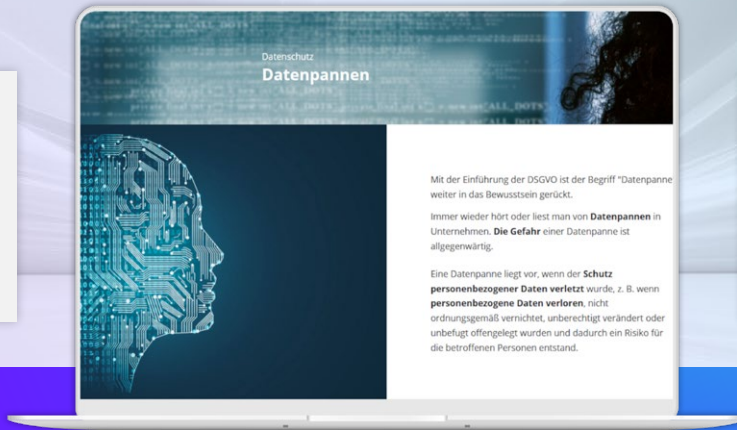 Datenschutz
Datenpannen
Mit der Einführung der DSGVO ist der Begriff "Datenpanne
weiter in das Bewusstsein gerückt.
Immer wieder hört oder liest man von Datenpannen in
Unternehmen. Die Gefahr einer Datenpanne ist
allgegenwärtig.
Eine Datenpanne liegt vor, wenn der Schutz
personenbezogener Daten verletzt wurde, z. B. wenn
personenbezogene Daten verloren, nicht
ordnungsgemäß vernichtet, unberechtigt verändert oder
unbefugt offengelegt wurden und dadurch ein Risiko für
die betroffenen Personen entstand.